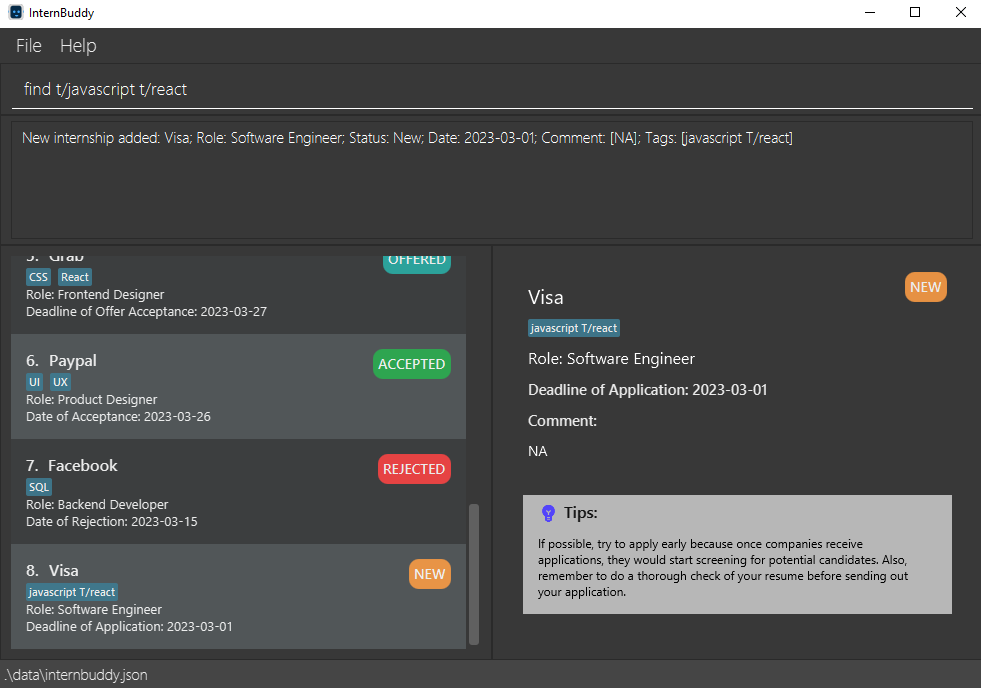 InternBuddy
File Help
find t/javascript t/react
New internship added: Visa; Role: Software Engineer; Status: New; Date: 2023-03-01; Comment: [NA]; Tags: [javascript T/react]
5. Grab
OFFERED
CSS React
Role: Frontend Designer
Deadline of Offer Acceptance: 2023-03-27
6. Paypal
ACCEPTED
UI UX
Role: Product Designer
Date of Acceptance: 2023-03-26
7. Facebook
REJECTED
SQL
Role: Backend Developer
Date of Rejection: 2023-03-15
8. Visa
NEW
javascript T/react
Role: Software Engineer
Deadline of Application: 2023-03-01
Visa
NEW
javascript T/react
Role: Software Engineer
Deadline of Application: 2023-03-01
Comment:
NA
Tips:
If possible, try to apply early because once companies receive
applications, they would start screening for potential candidates. Also,
remember to do a thorough check of your resume before sending out
your application.
.\data\internbuddy.json